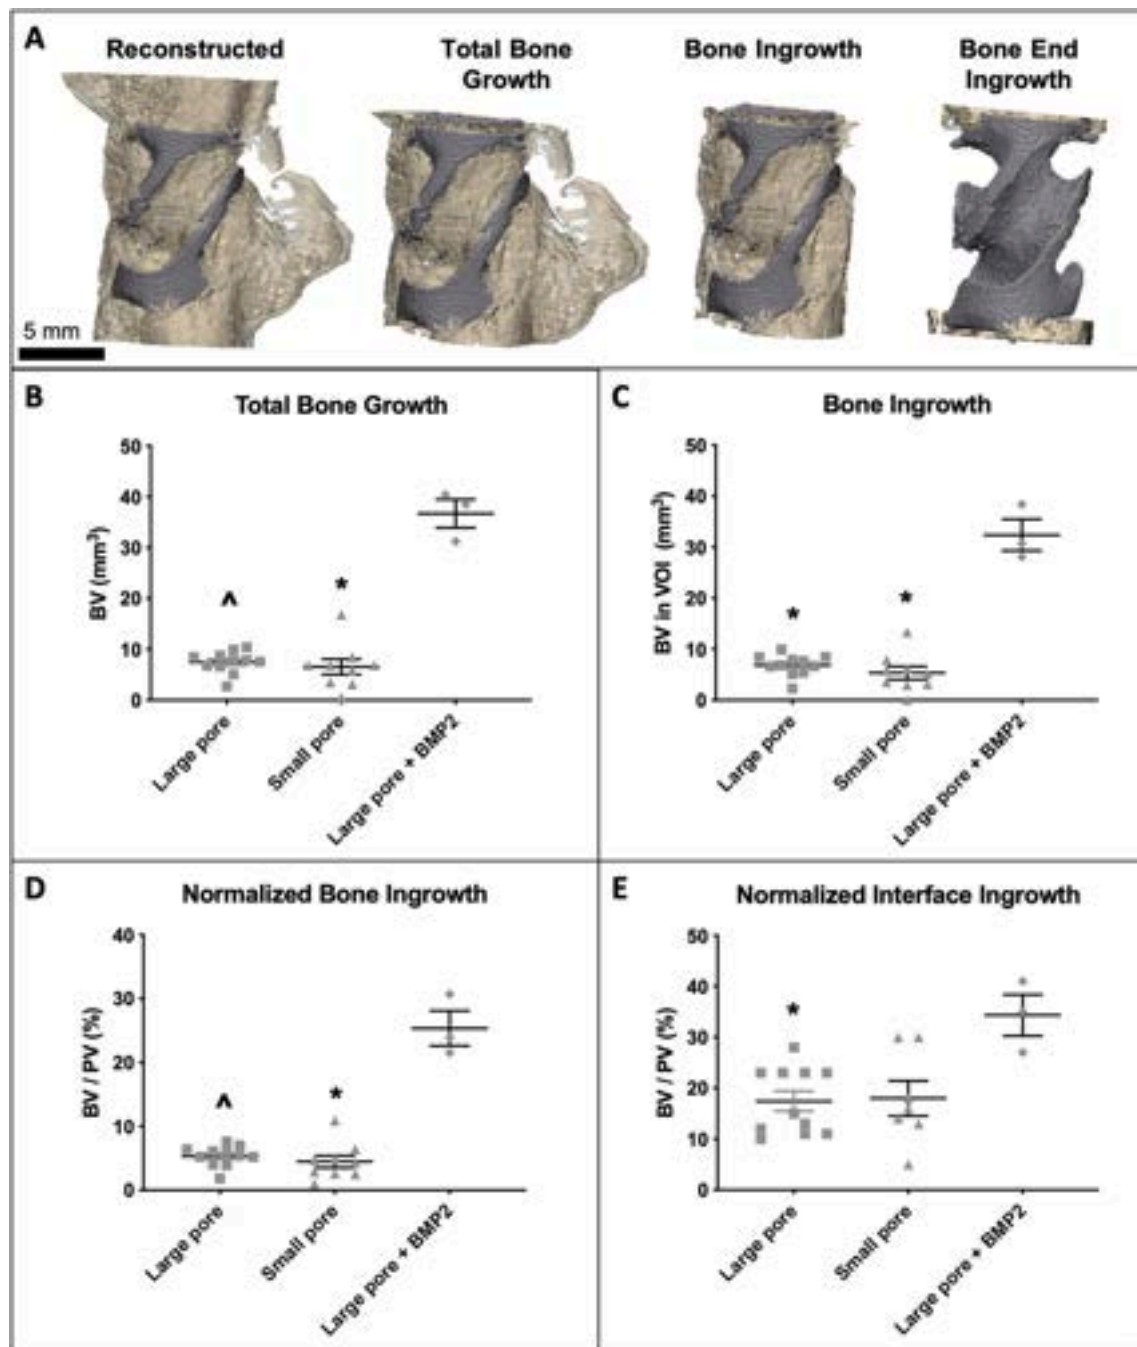 A
Reconstructed
Total Bone
Growth
Bone Ingrowth
Bone End
Ingrowth
5 mm
B
Total Bone Growth
BV (mm³)
50
40
30
20
10
0
^
*
Large pore
Small pore
Large pore + BMP2
C
Bone Ingrowth
BV in VOI (mm³)
50
40
30
20
10
0
*
*
Large pore
Small pore
Large pore + BMP2
D
Normalized Bone Ingrowth
BV / PV (%)
40
30
20
10
0
^
*
Large pore
Small pore
Large pore + BMP2
E
Normalized Interface Ingrowth
BV / PV (%)
50
40
30
20
10
0
*
Large pore
Small pore
Large pore + BMP2